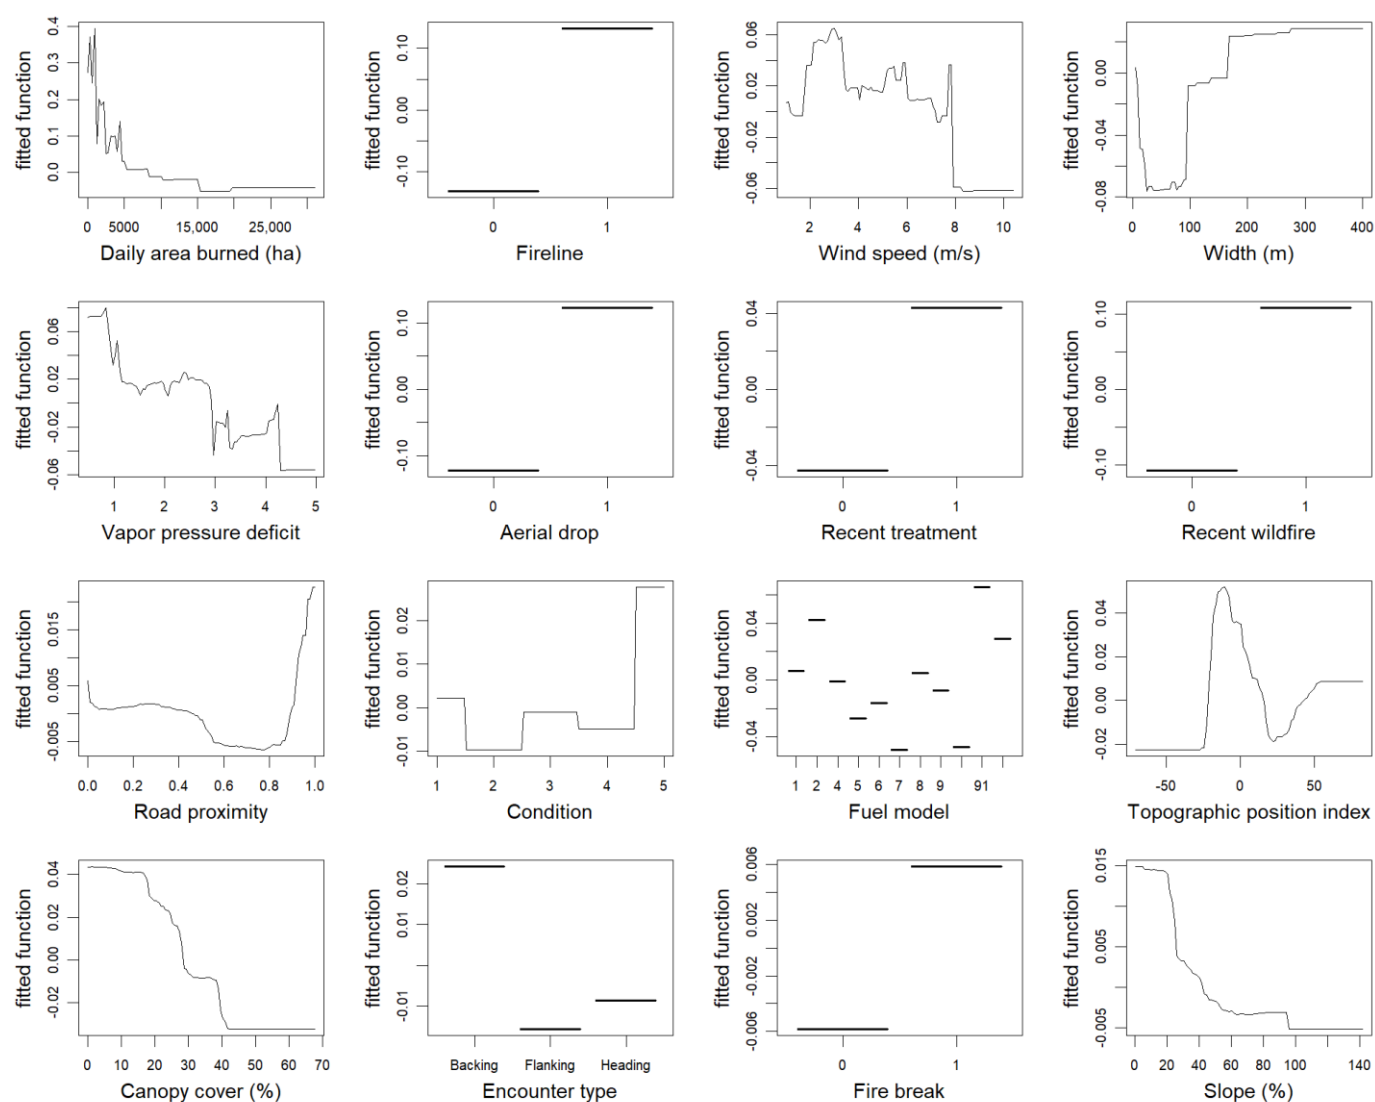 fitted function
0.0 0.1 0.2 0.3 0.4
0 5000 15,000 25,000
Daily area burned (ha)
fitted function
-0.10 0.00 0.10
0 1
Fireline
fitted function
-0.06 -0.02 0.02 0.06
2 4 6 8 10
Wind speed (m/s)
fitted function
-0.08 -0.04 0.00
0 100 200 300 400
Width (m)
fitted function
-0.06 -0.02 0.02 0.06
1 2 3 4 5
Vapor pressure deficit
fitted function
-0.10 0.00 0.10
0 1
Aerial drop
fitted function
-0.04 0.00 0.04
0 1
Recent treatment
fitted function
-0.10 0.00 0.10
0 1
Recent wildfire
fitted function
-0.005 0.005 0.015
0.0 0.2 0.4 0.6 0.8 1.0
Road proximity
fitted function
-0.01 0.00 0.01 0.02
1 2 3 4 5
Condition
fitted function
-0.04 0.00 0.04
1 2 4 5 6 7 8 9 91
Fuel model
fitted function
-0.02 0.00 0.02 0.04
-50 0 50
Topographic position index
fitted function
-0.02 0.00 0.02 0.04
0 10 20 30 40 50 60 70
Canopy cover (%)
fitted function
-0.01 0.01 0.02
Backing Flanking Heading
Encounter type
fitted function
-0.006 -0.002 0.002 0.006
0 1
Fire break
fitted function
-0.005 0.005 0.015
0 20 40 60 80 100 140
Slope (%)